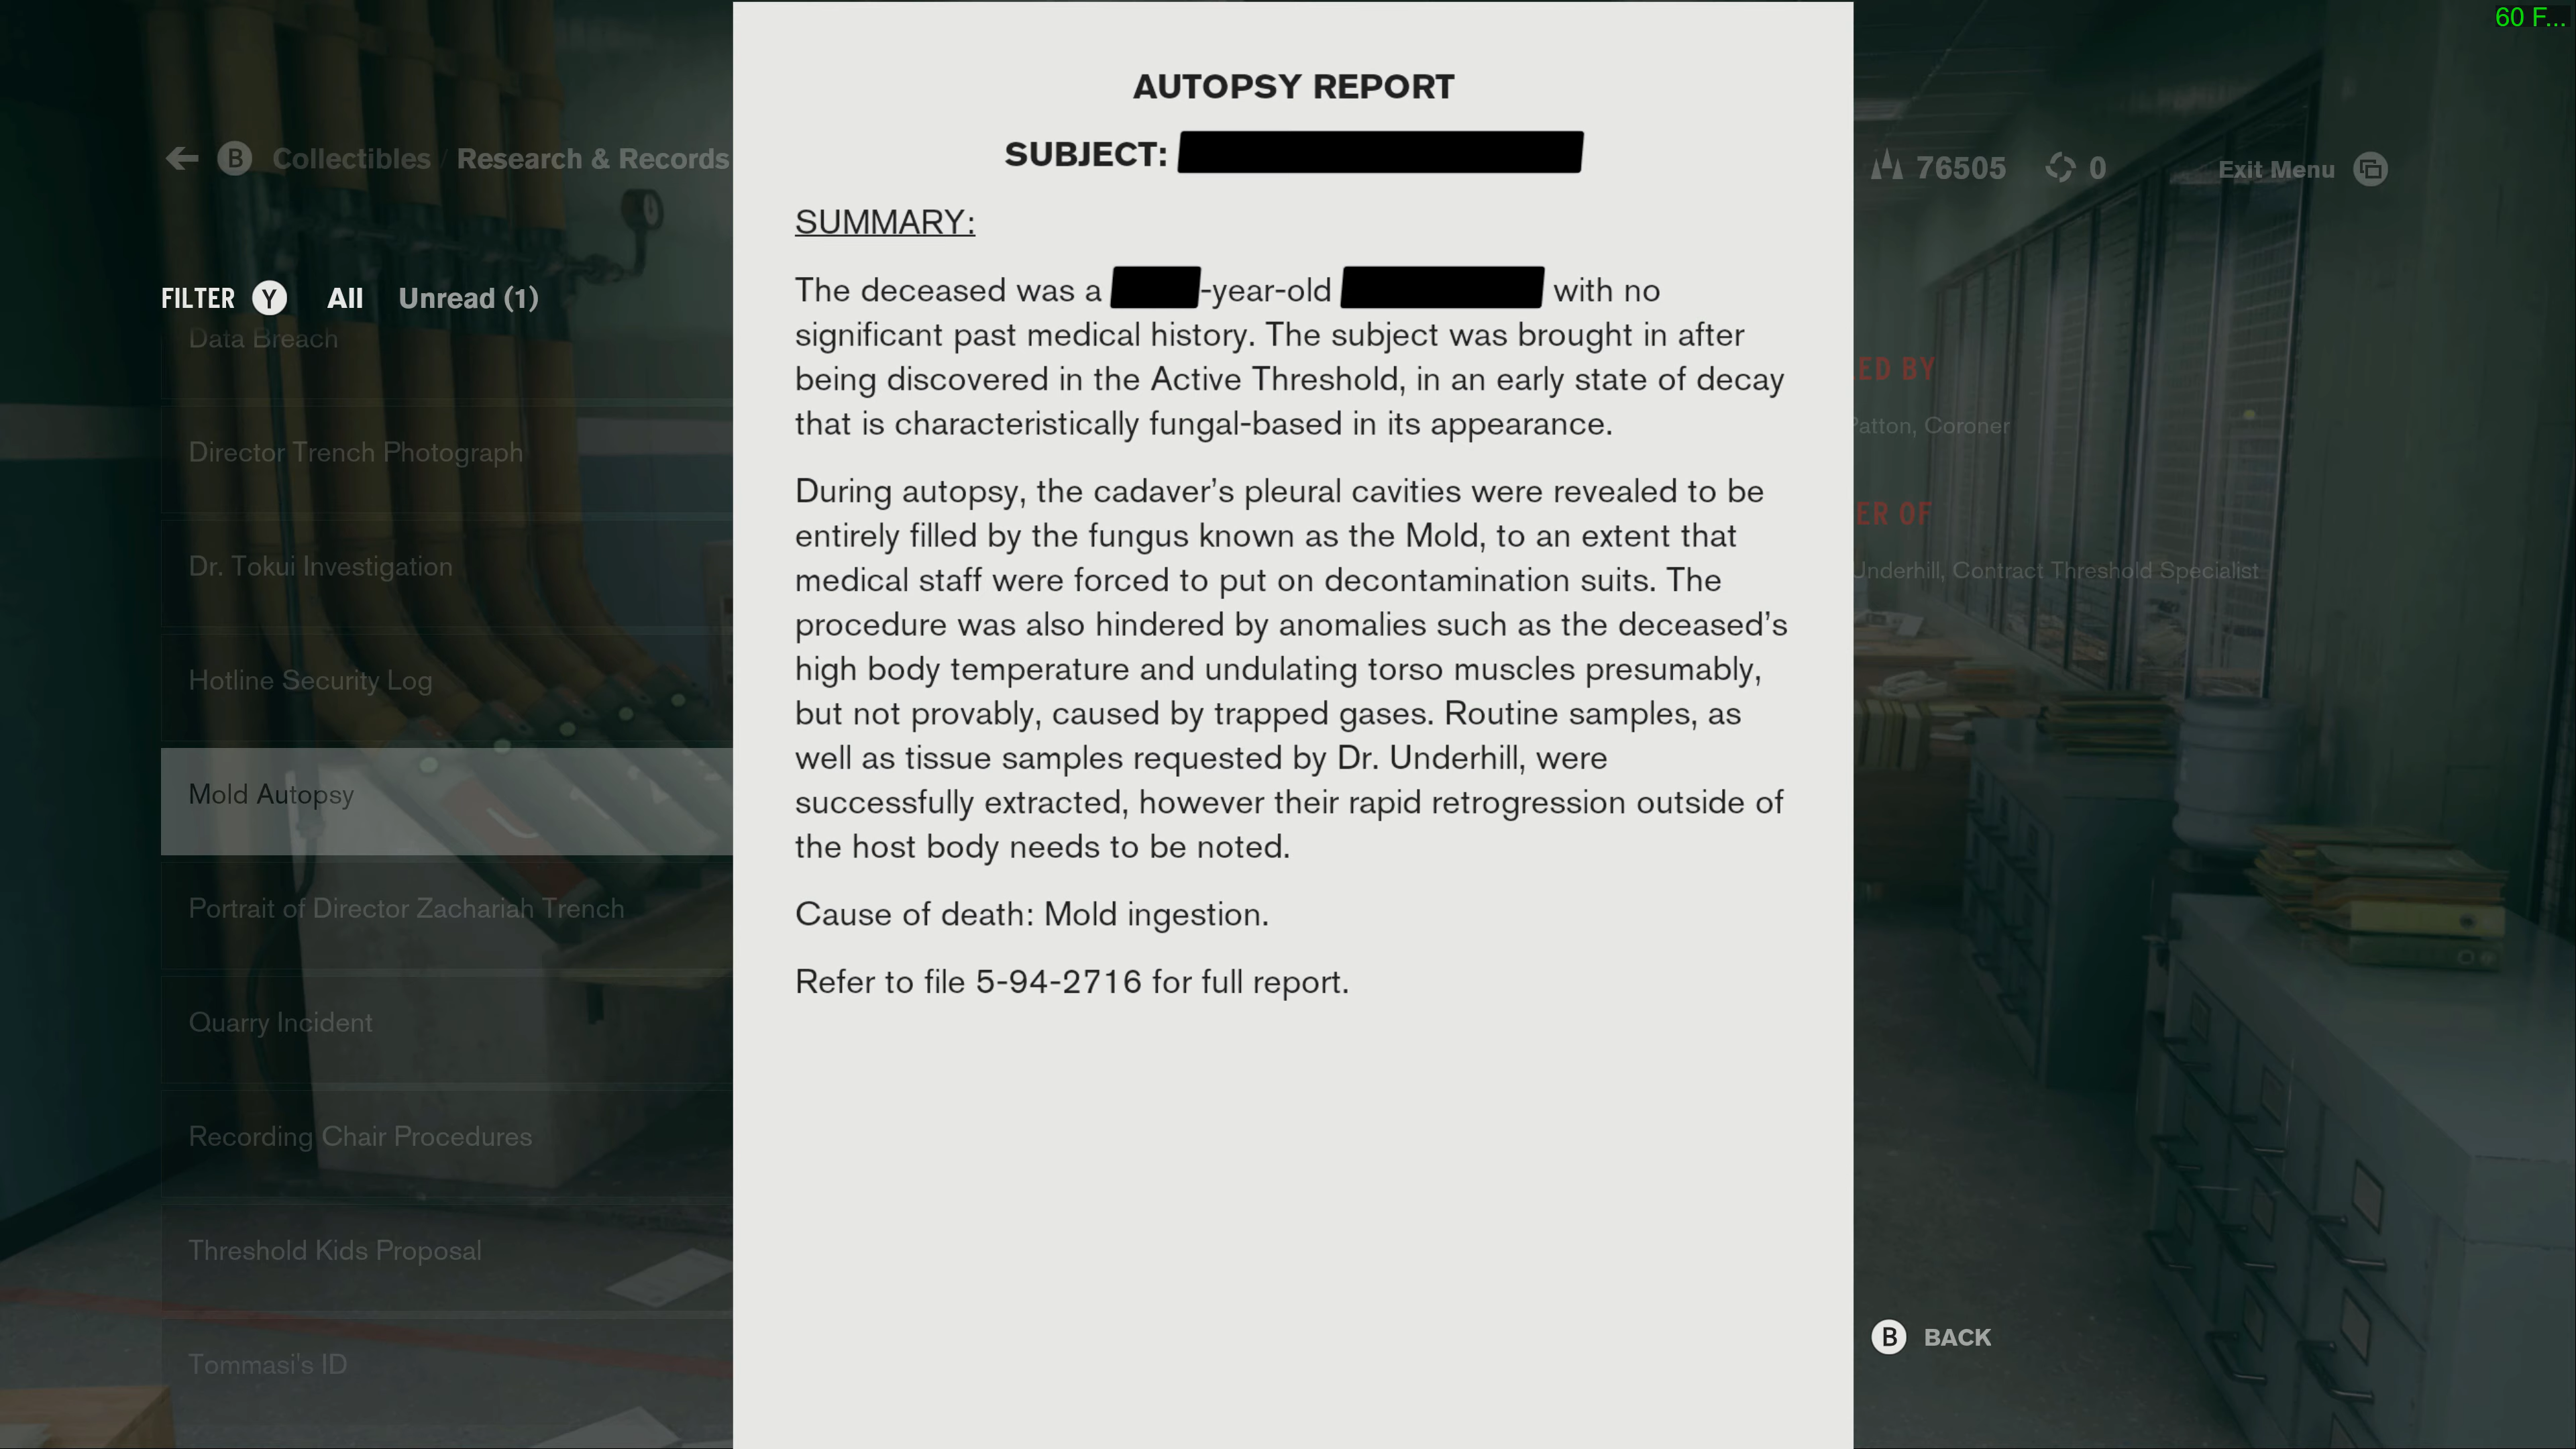 60 F...
AUTOPSY REPORT
SUBJECT:
B Collectibles / Research & Records
76505 0 Exit Menu
SUMMARY:
FILTER Y All Unread (1)
The deceased was a -year-old with no
significant past medical history. The subject was brought in after
being discovered in the Active Threshold, in an early state of decay
that is characteristically fungal-based in its appearance.
During autopsy, the cadaver's pleural cavities were revealed to be
entirely filled by the fungus known as the Mold, to an extent that
medical staff were forced to put on decontamination suits. The
procedure was also hindered by anomalies such as the deceased's
high body temperature and undulating torso muscles presumably,
but not provably, caused by trapped gases. Routine samples, as
well as tissue samples requested by Dr. Underhill, were
successfully extracted, however their rapid retrogression outside of
the host body needs to be noted.
Cause of death: Mold ingestion.
Refer to file 5-94-2716 for full report.
Data Breach
Director Trench Photograph
Dr. Tokui Investigation
Hotline Security Log
Mold Autopsy
Portrait of Director Zachariah Trench
Quarry Incident
Recording Chair Procedures
Threshold Kids Proposal
Tommasi's ID
ED BY
Patton, Coroner
ER OF
Underhill, Contract Threshold Specialist
B BACK